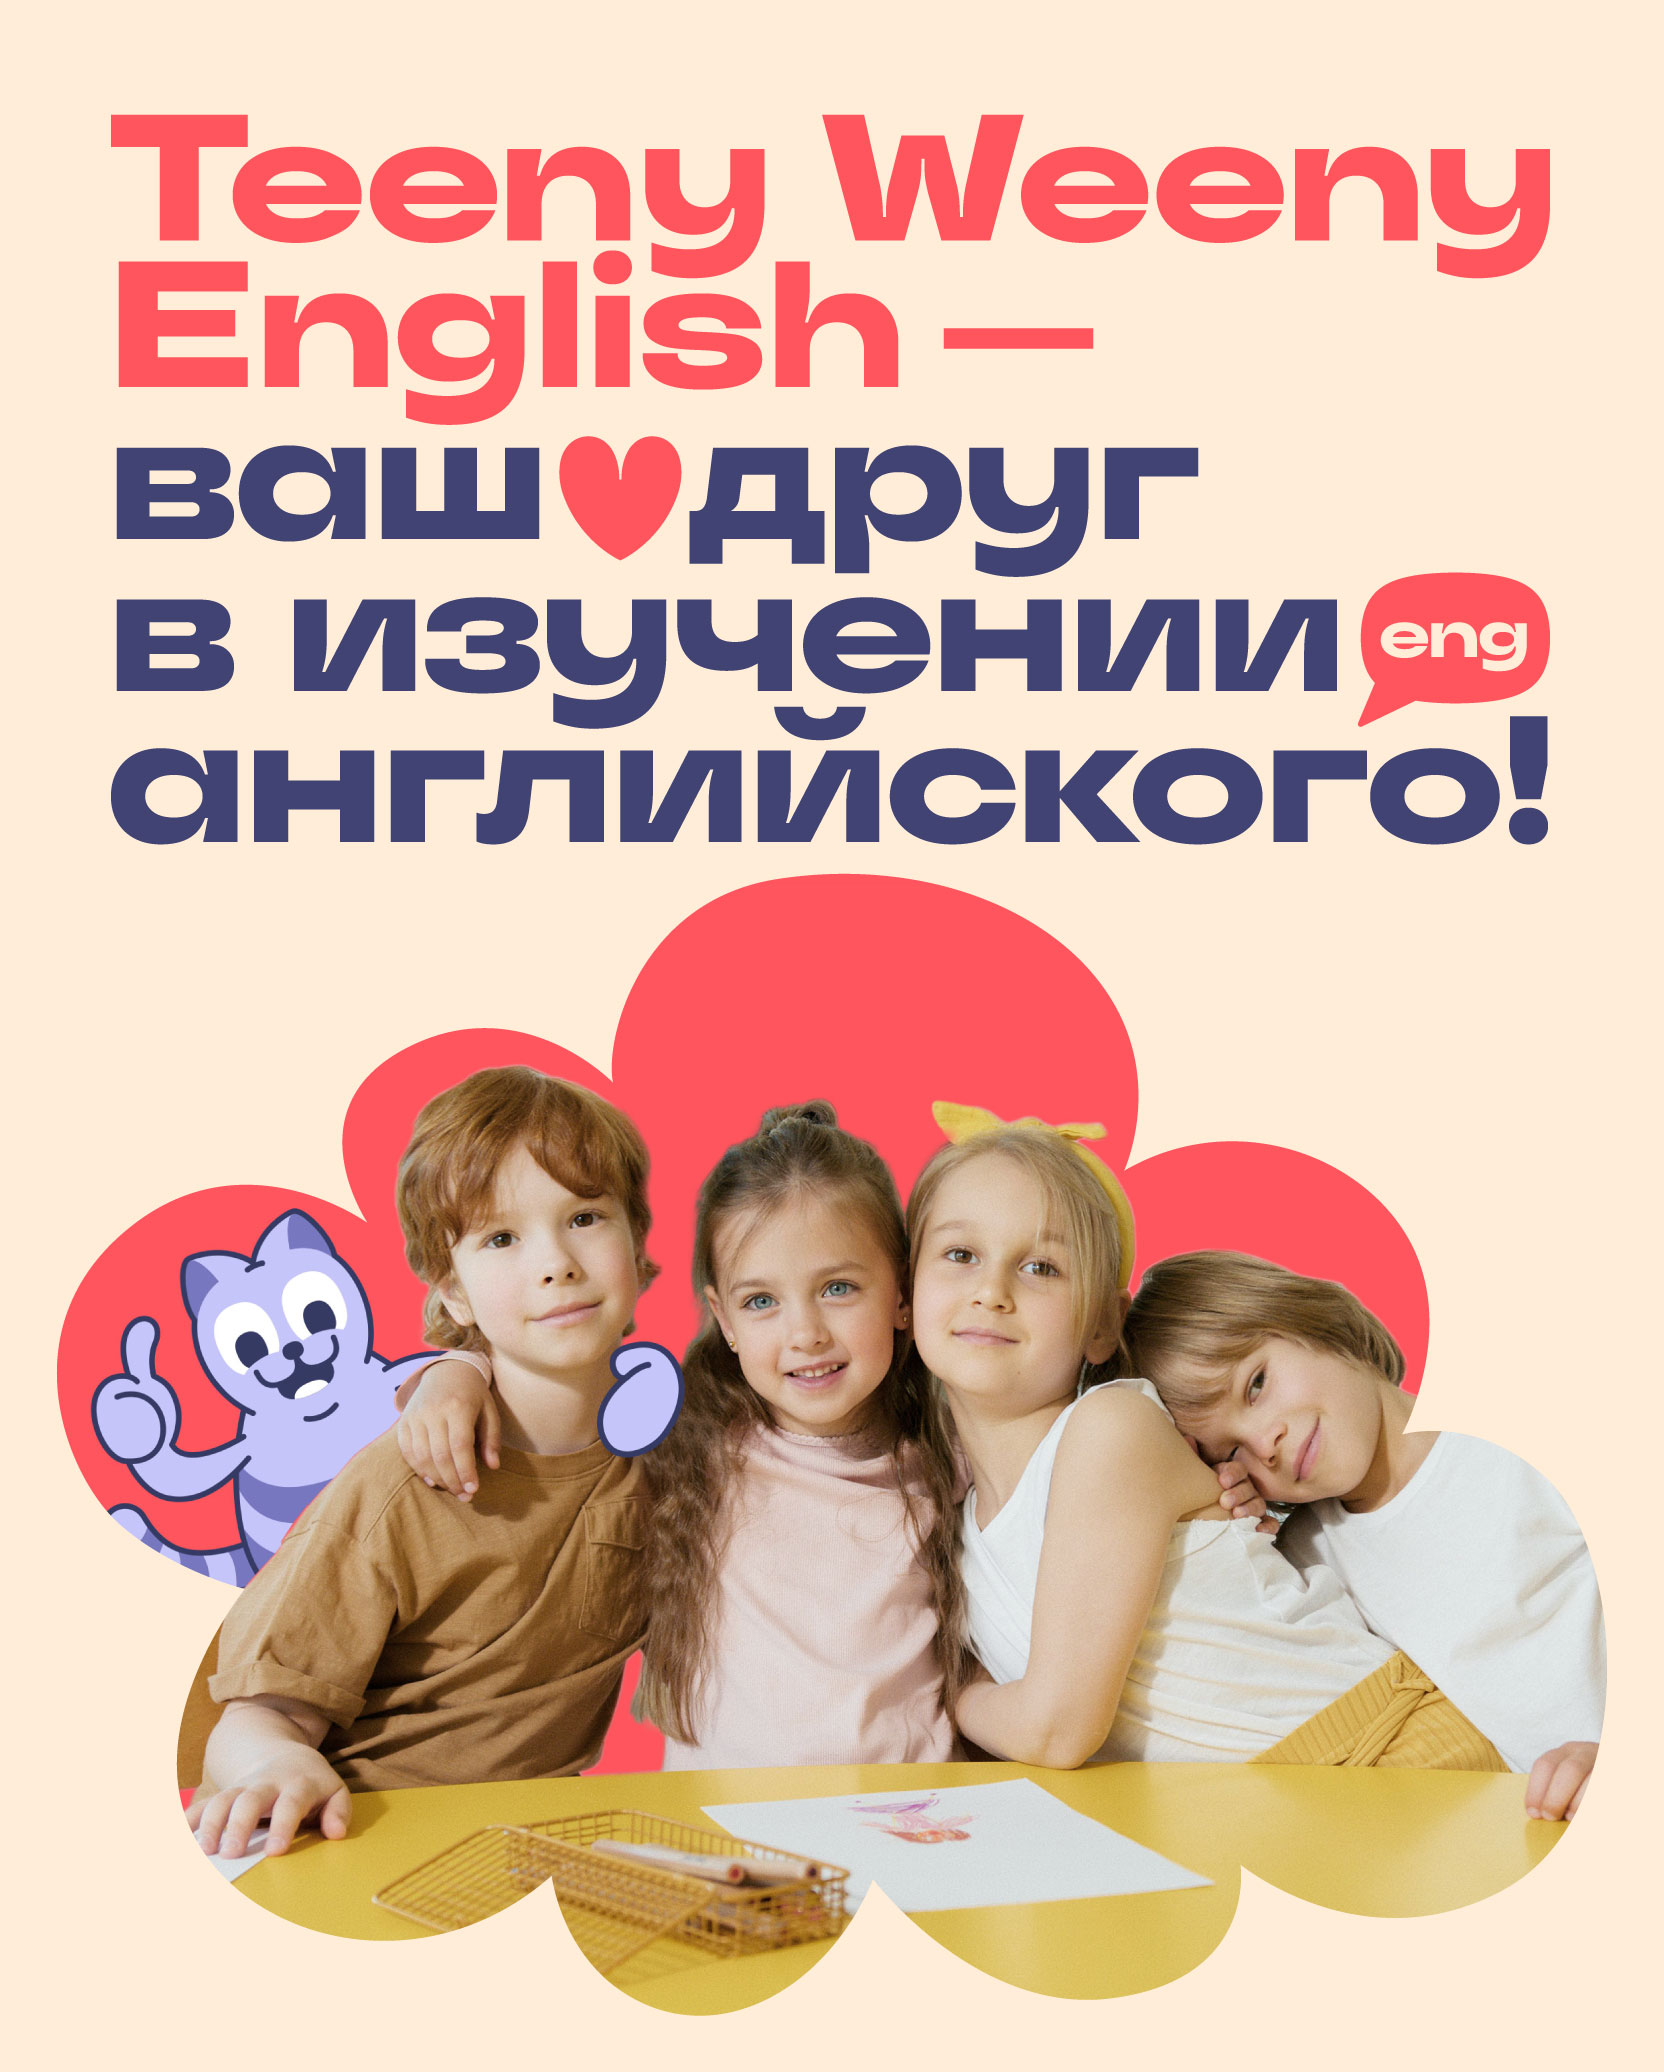 Teeny Weeny
English —
ваш друг
в изучении eng
английского!